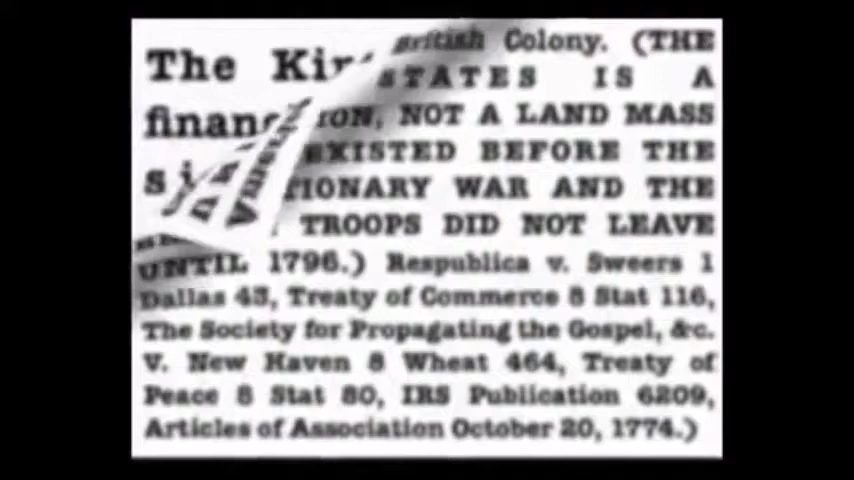 The Kin British Colony. (THE
STATES IS A
financ ION, NOT A LAND MASS
EXISTED BEFORE THE
TIONARY WAR AND THE
TROOPS DID NOT LEAVE
UNTIL 1796.) Respublica v. Sweers 1
Dallas 43, Treaty of Commerce 8 Stat 116,
The Society for Propagating the Gospel, &c.
V. New Haven 8 Wheat 464, Treaty of
Peace 8 Stat 80, IRS Publication 6209,
Articles of Association October 20, 1774.)